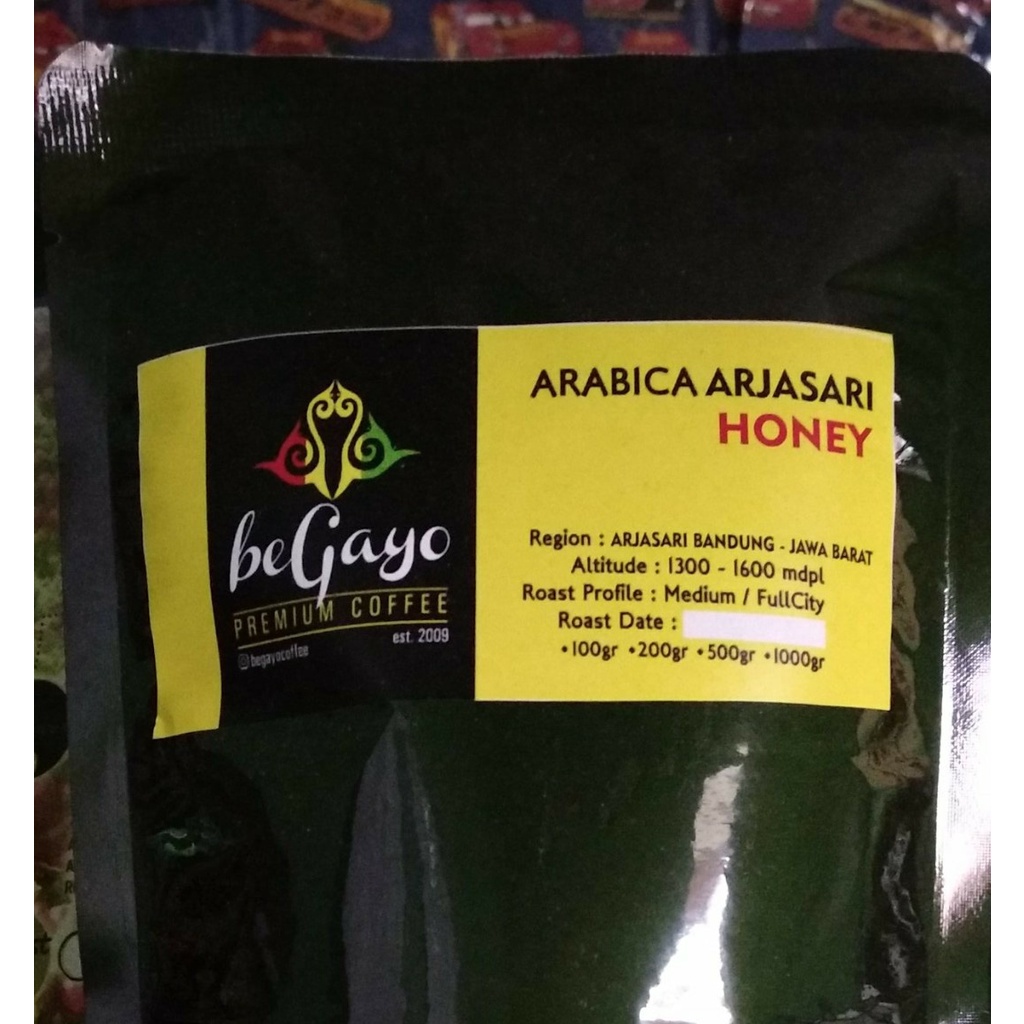 beGayo
PREMIUM COFFEE
est. 2009
begayocoffee
ARABICA ARJASARI
HONEY
Region : ARJASARI BANDUNG - JAWA BARAT
Altitude : 1300 - 1600 mdpl
Roast Profile : Medium / FullCity
Roast Date :
•100gr •200gr •500gr •1000gr